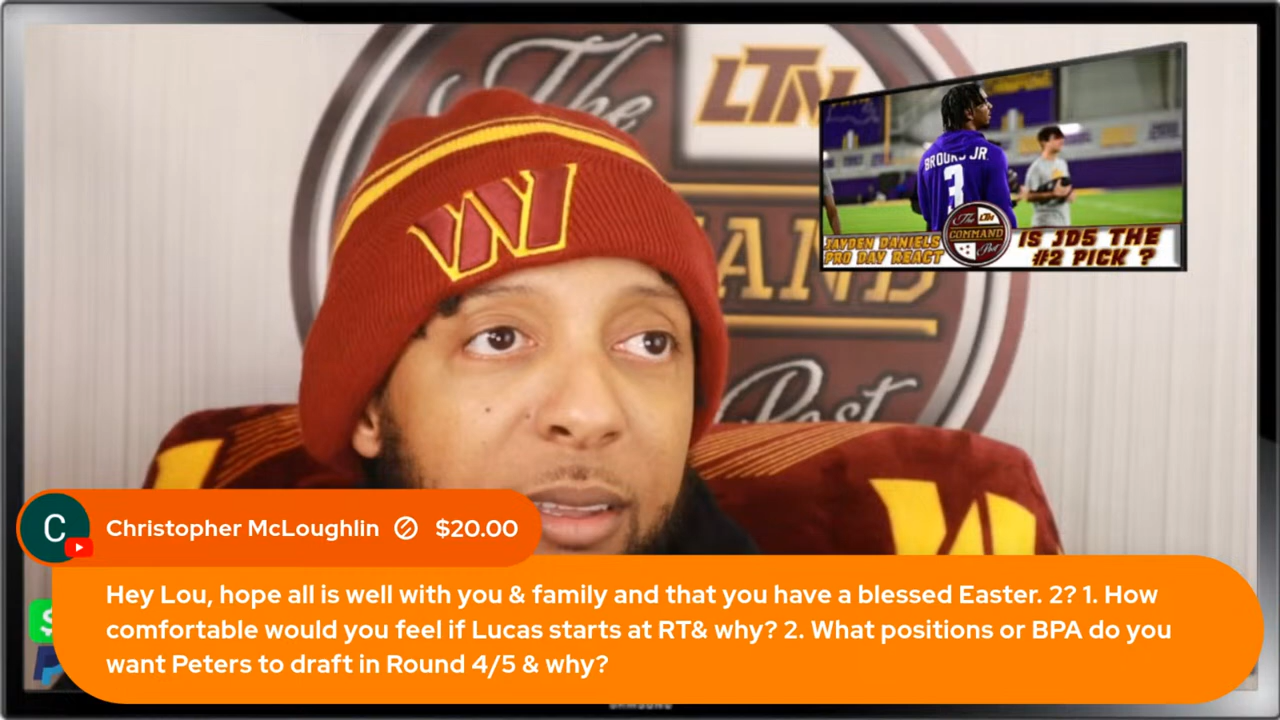 The
LTN
W
BROOKS JR.
3
The LTN
COMMAND
Post
JAYDEN DANIELS
PRO DAY REACT
IS JD5 THE
#2 PICK ?
AND
Post
C
Christopher McLoughlin $20.00
Hey Lou, hope all is well with you & family and that you have a blessed Easter. 2? 1. How
comfortable would you feel if Lucas starts at RT& why? 2. What positions or BPA do you
want Peters to draft in Round 4/5 & why?
$
SAMSUNG